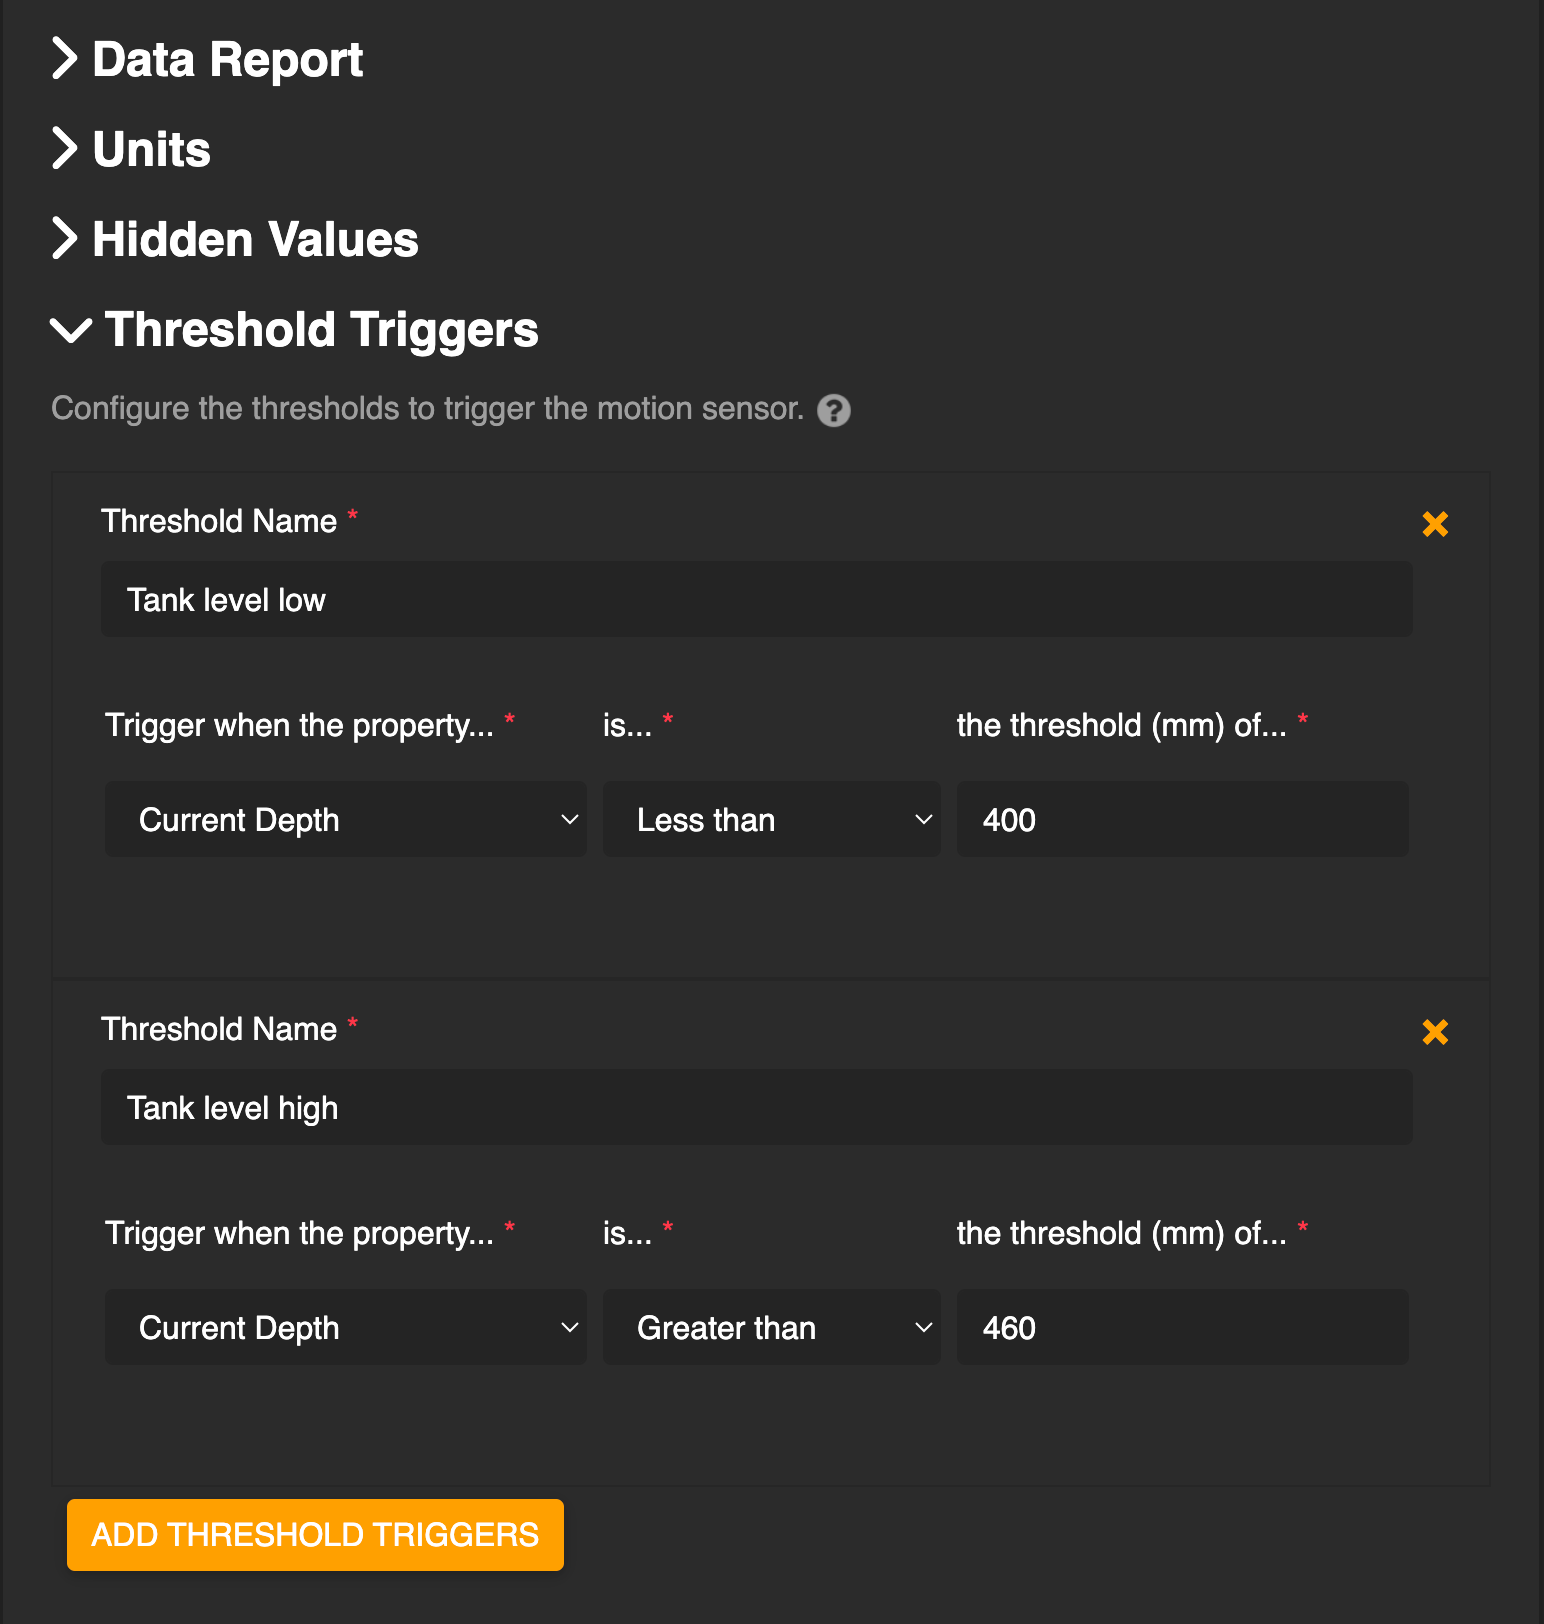 Data Report
Units
Hidden Values
Threshold Triggers
Configure the thresholds to trigger the motion sensor. ?
Threshold Name *
Tank level low
Trigger when the property... * is... * the threshold (mm) of... *
Current Depth Less than 400
Threshold Name *
Tank level high
Trigger when the property... * is... * the threshold (mm) of... *
Current Depth Greater than 460
ADD THRESHOLD TRIGGERS